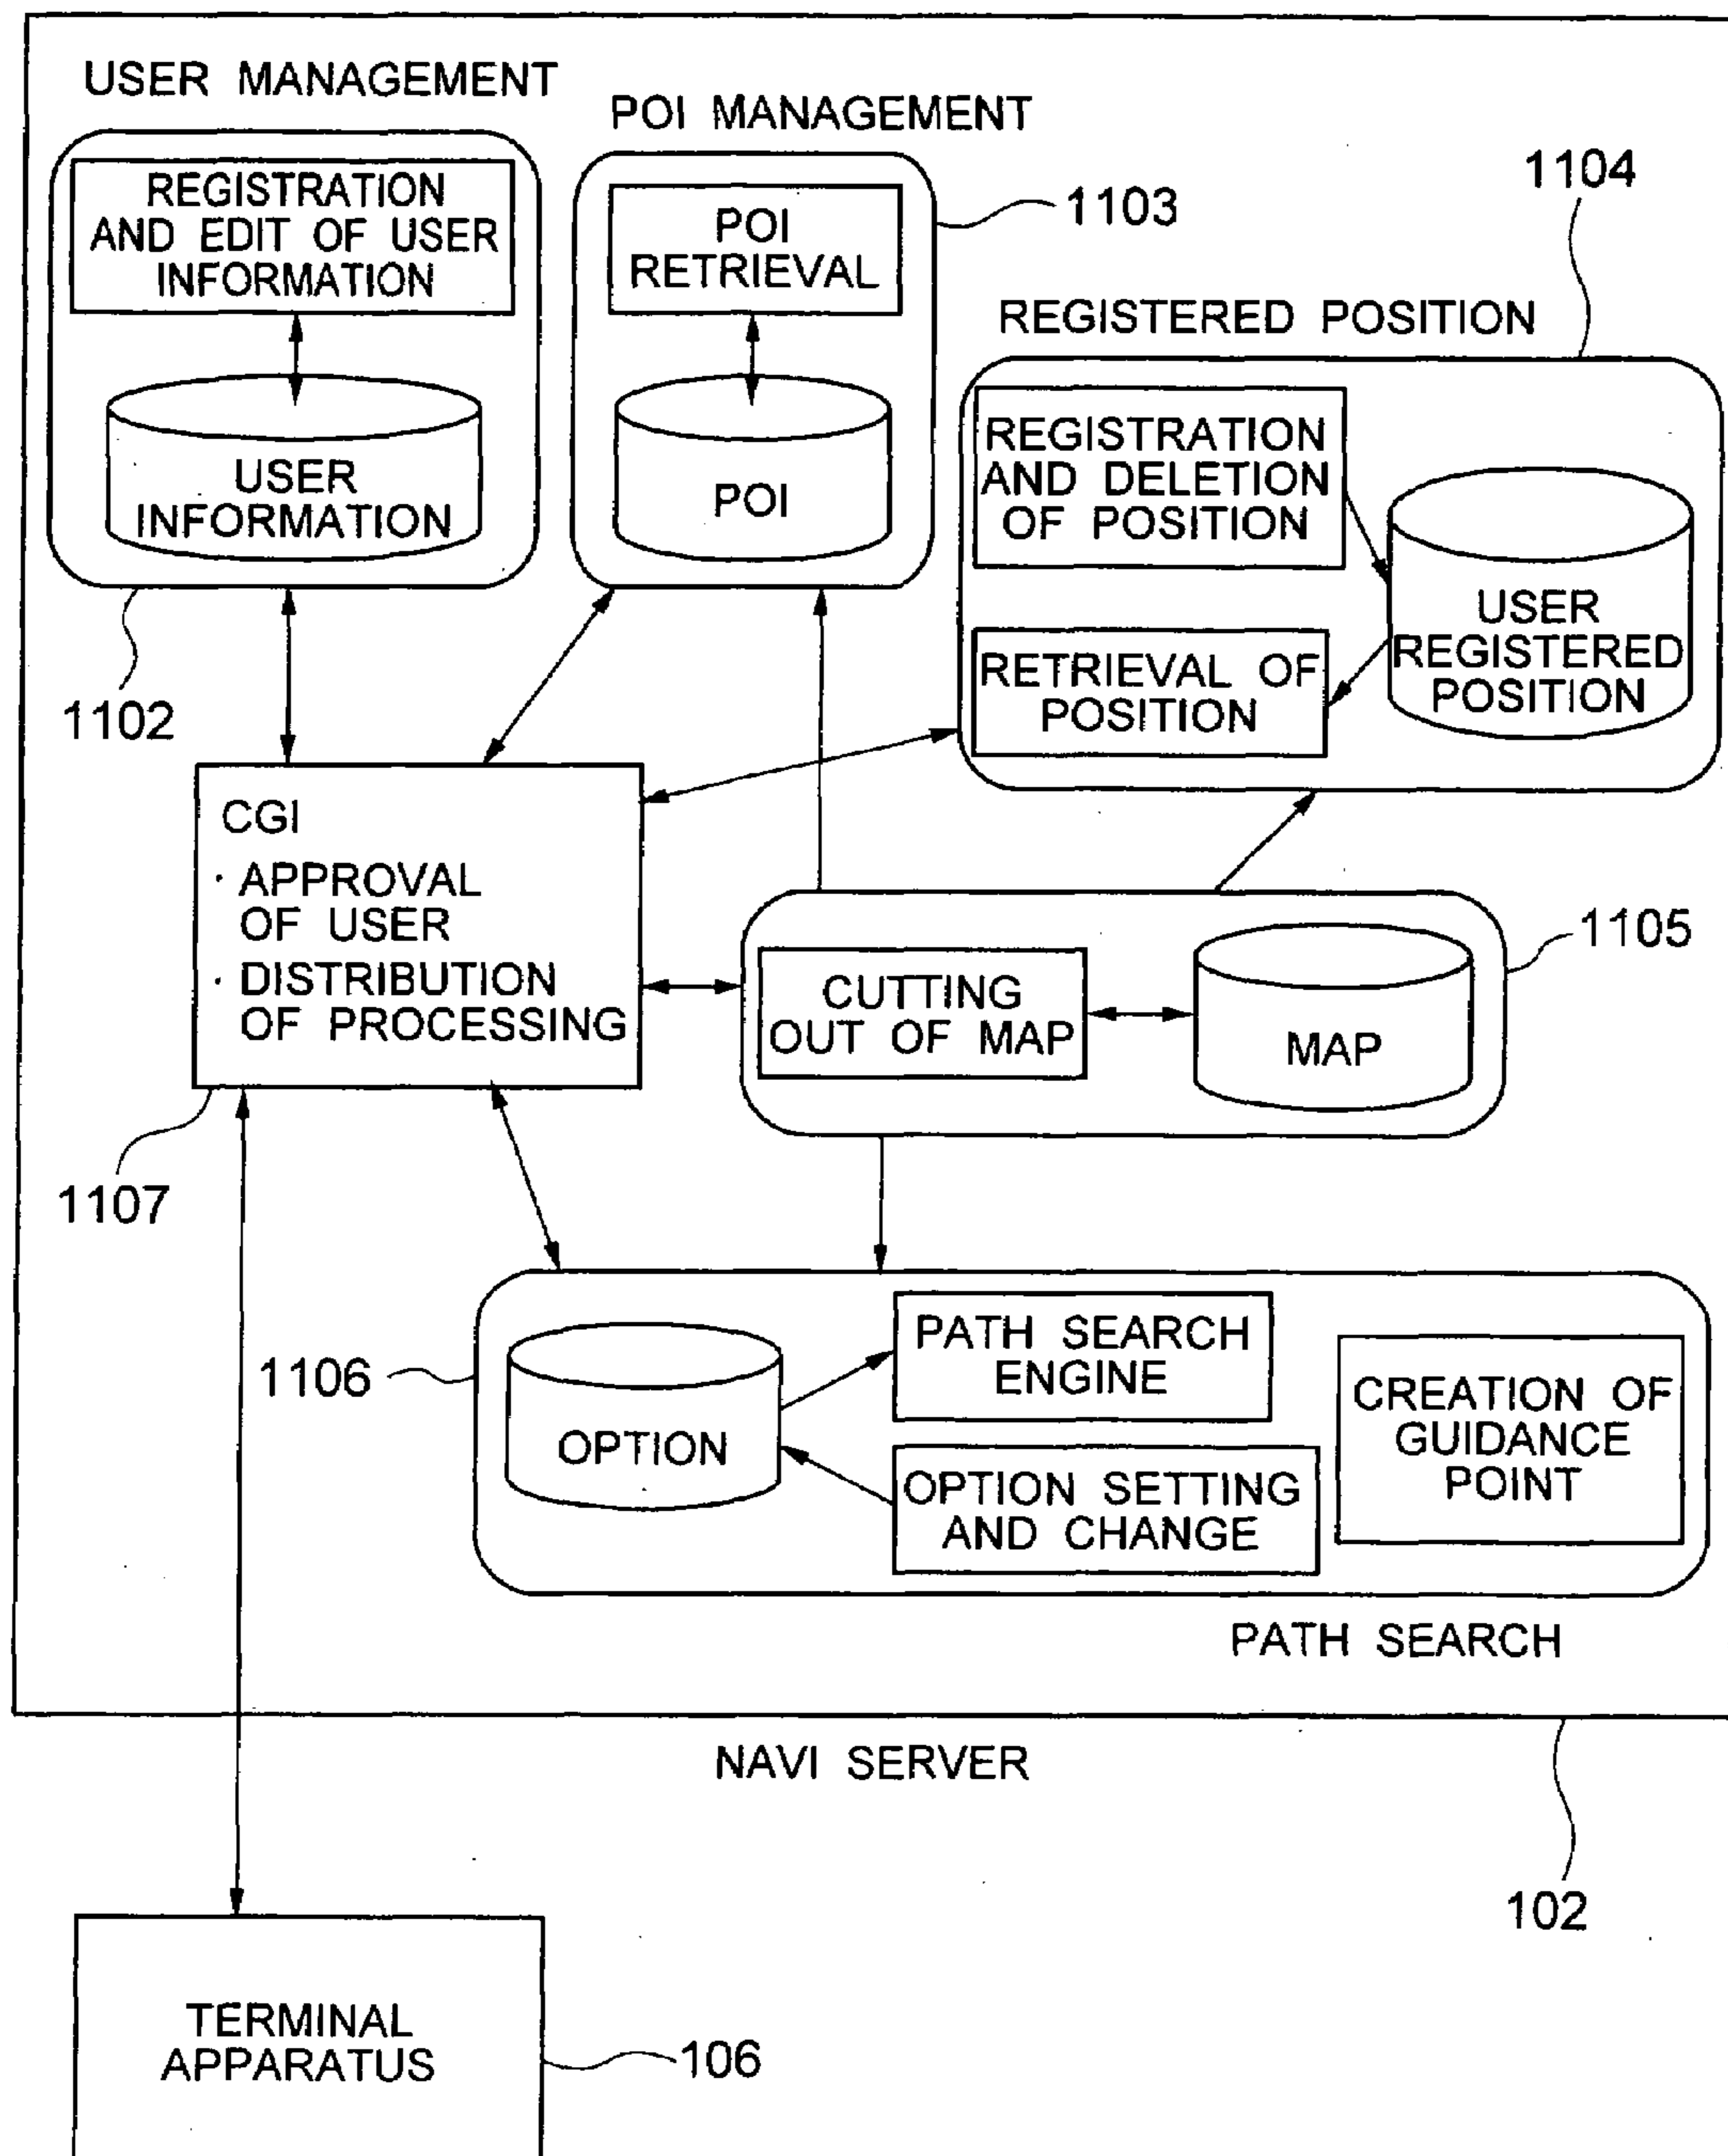 USER MANAGEMENT
REGISTRATION
AND EDIT OF USER
INFORMATION
USER
INFORMATION
1102
POI MANAGEMENT
POI
RETRIEVAL
POI
1103
1104
REGISTERED POSITION
REGISTRATION
AND DELETION
OF POSITION
RETRIEVAL OF
POSITION
USER
REGISTERED
POSITION
CGI
· APPROVAL
OF USER
· DISTRIBUTION
OF PROCESSING
1107
CUTTING
OUT OF MAP
MAP
1105
1106
OPTION
PATH SEARCH
ENGINE
OPTION SETTING
AND CHANGE
CREATION OF
GUIDANCE
POINT
PATH SEARCH
NAVI SERVER
102
TERMINAL
APPARATUS
106